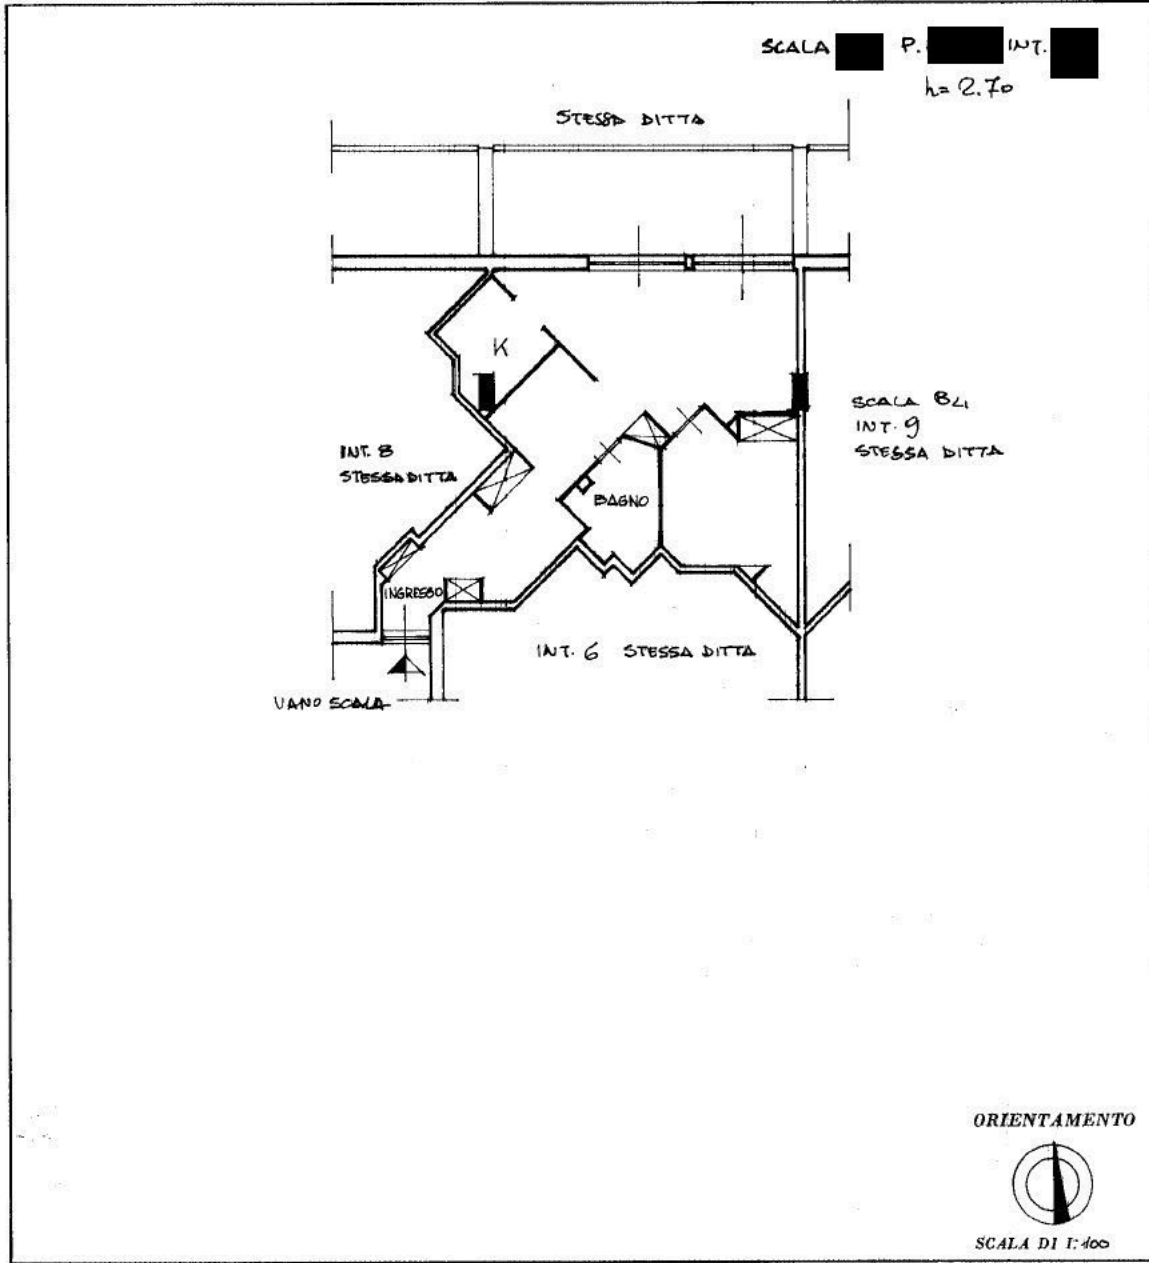 SCALA P. INT.
h= 2.70
STESSA DITTA
K
SCALA B4
INT. 9
STESSA DITTA
INT. 8
STESSA DITTA
BAGNO
INGRESSO
INT. 6 STESSA DITTA
VANO SCALA
ORIENTAMENTO
SCALA DI 1:100